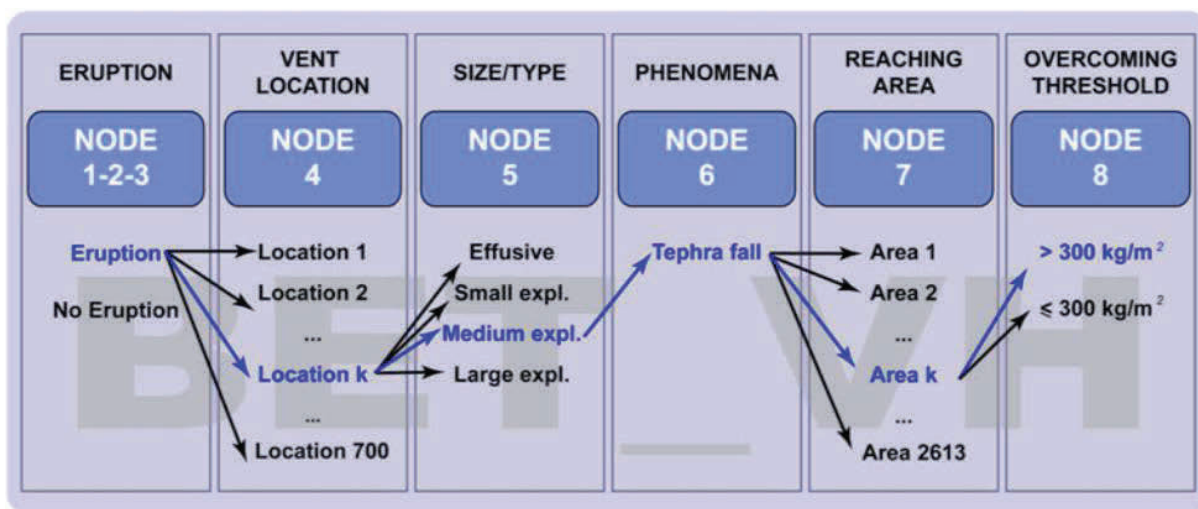 ERUPTION
NODE
1-2-3
Eruption
No Eruption
VENT
LOCATION
NODE
4
Location 1
Location 2
...
Location k
...
Location 700
SIZE/TYPE
NODE
5
Effusive
Small expl.
Medium expl.
Large expl.
PHENOMENA
NODE
6
Tephra fall
REACHING
AREA
NODE
7
Area 1
Area 2
...
Area k
...
Area 2613
OVERCOMING
THRESHOLD
NODE
8
> 300 kg/m²
≤ 300 kg/m²
BET_VH